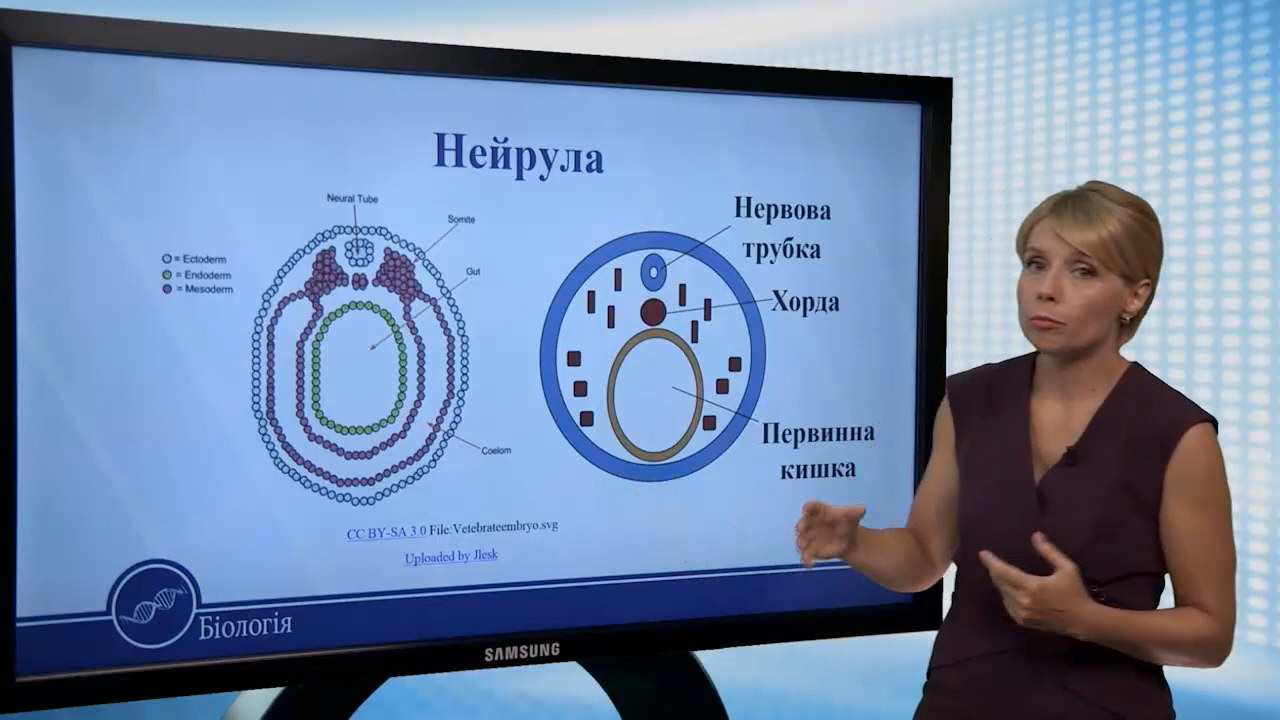 Нейрула
Neural Tube
Somite
Gut
= Ectoderm
= Endoderm
= Mesoderm
Coelom
Нервова
трубка
Хорда
Первинна
кишка
CC BY-SA 3.0 File:Vetebrateembryo.svg
Uploaded by Jlesk
Біологія
SAMSUNG